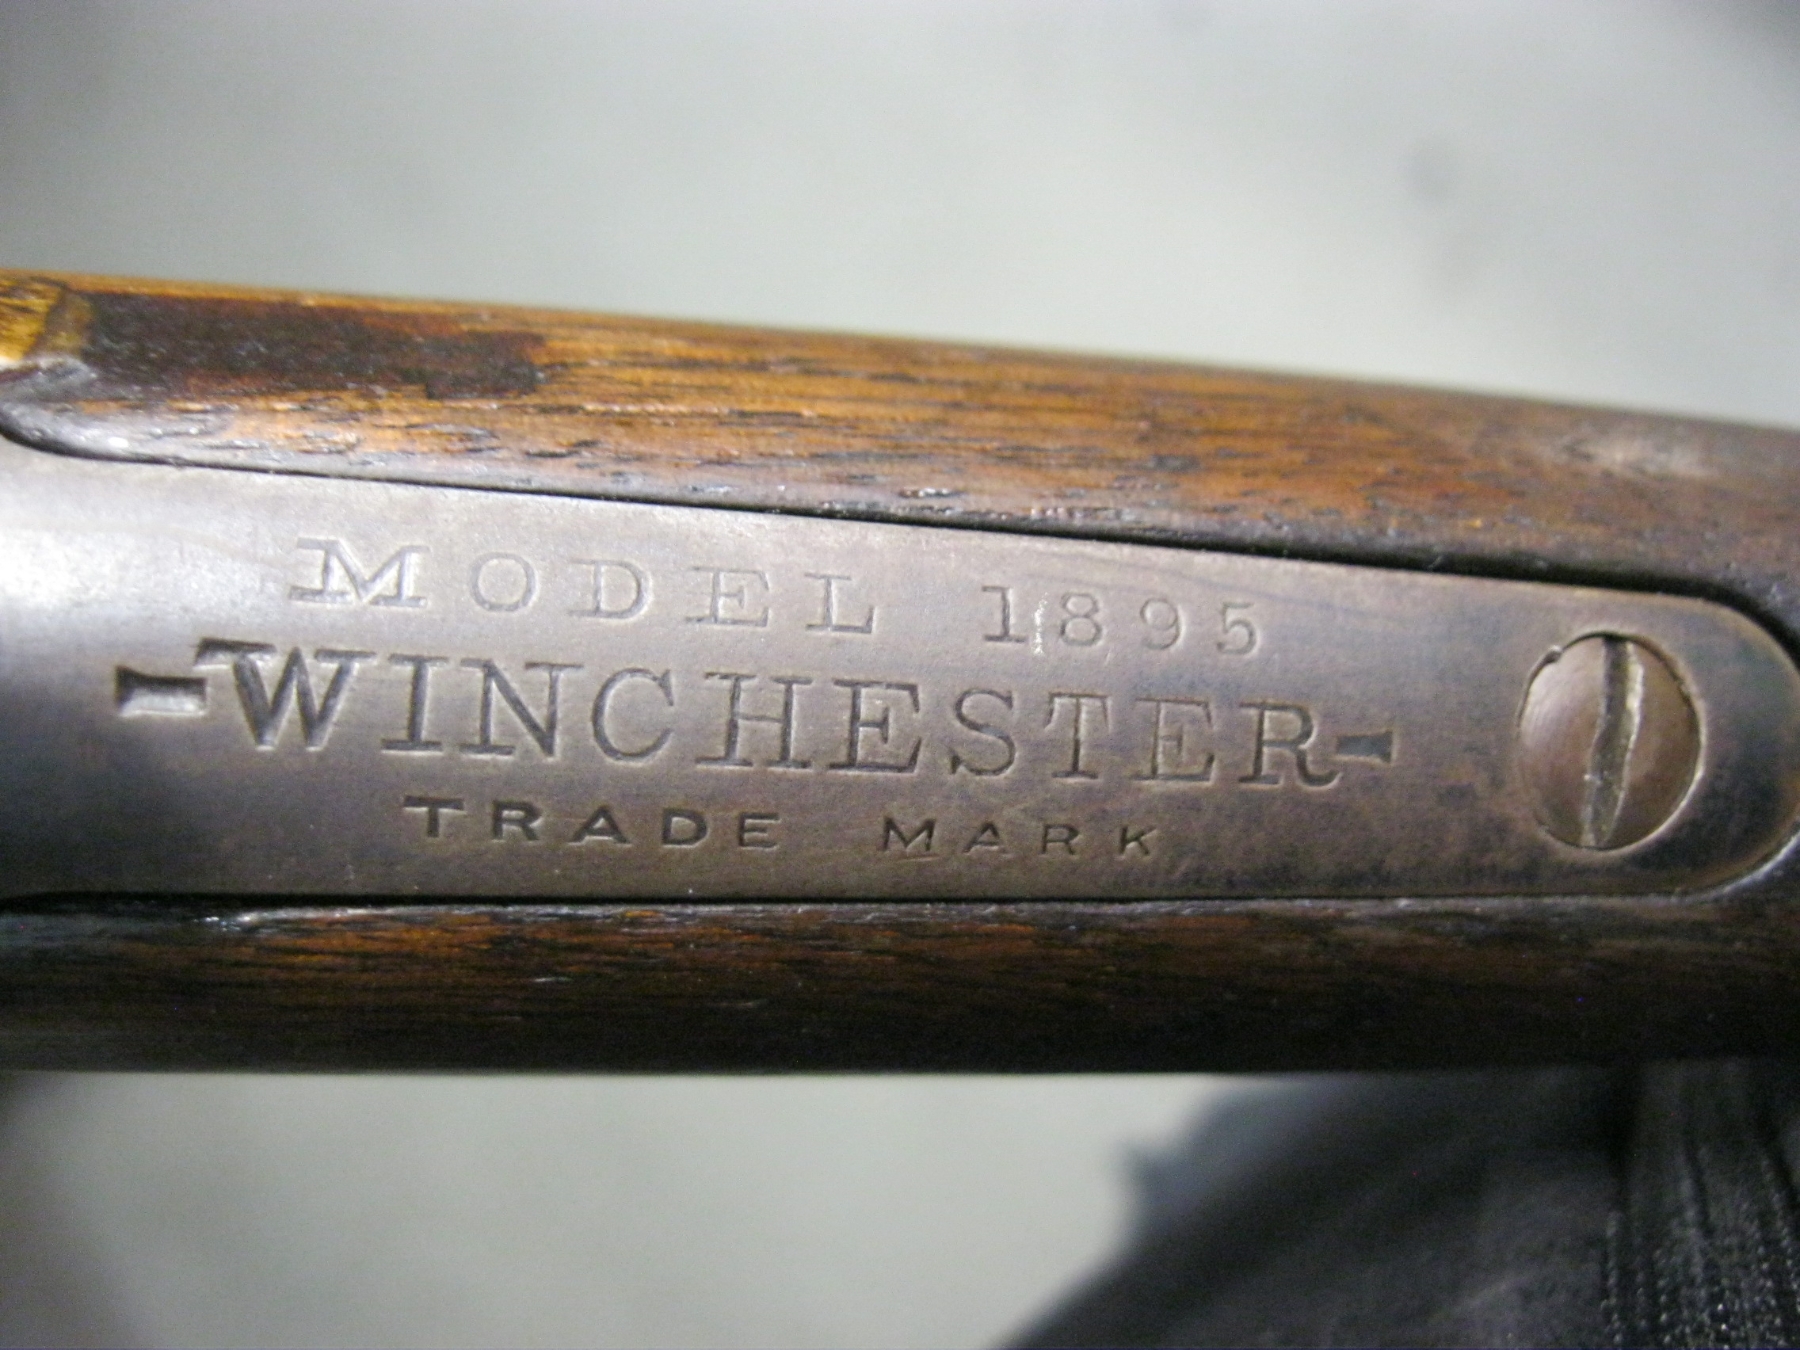 MODEL 1895
-WINCHESTER-
TRADE MARK